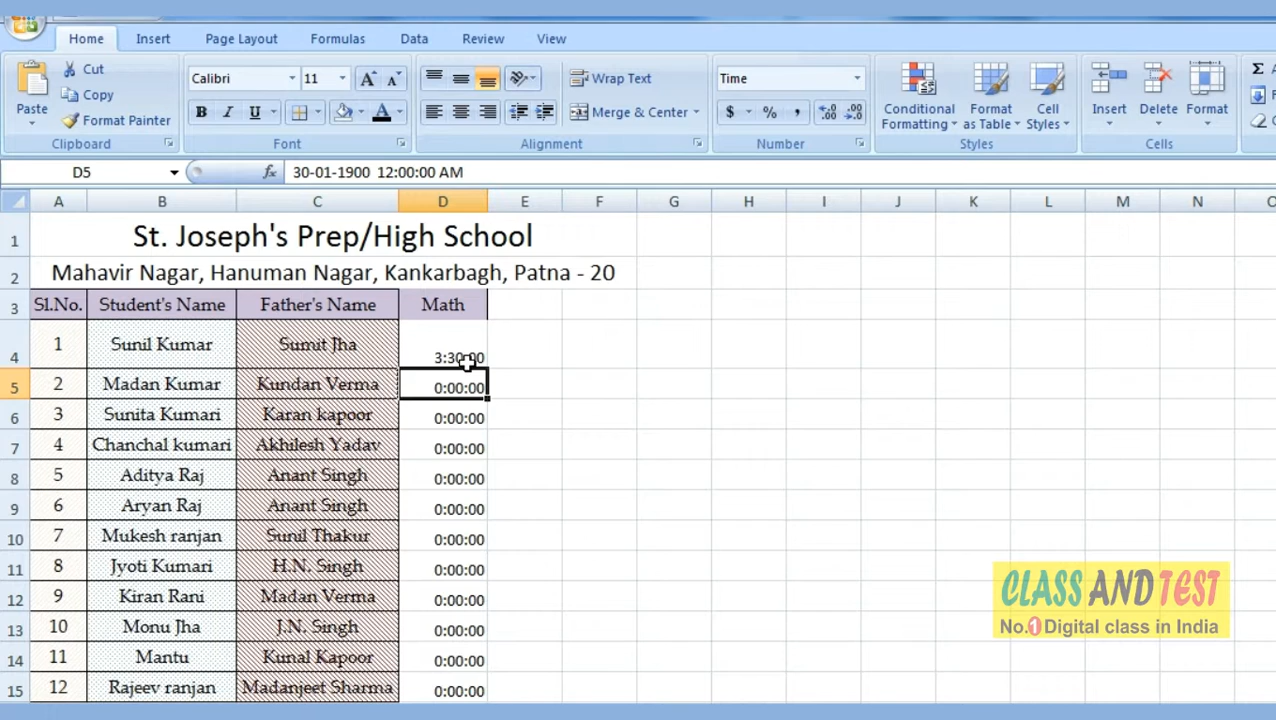 Home Insert Page Layout Formulas Data Review View
Cut
Copy
Format Painter
Paste
Clipboard
Calibri 11 A A
B I U A
Font
Wrap Text
Merge & Center
Alignment
Time
$ % ,
Number
Conditional Formatting
Format as Table
Cell Styles
Styles
Insert Delete Format
Cells
Σ
D5 fx 30-01-1900 12:00:00 AM
A B C D E F G H I J K L M N
1 St. Joseph's Prep/High School
2 Mahavir Nagar, Hanuman Nagar, Kankarbagh, Patna - 20
3 Sl.No. Student's Name Father's Name Math
4 1 Sunil Kumar Sumit Jha 3:30:00
5 2 Madan Kumar Kundan Verma 0:00:00
6 3 Sunita Kumari Karan kapoor 0:00:00
7 4 Chanchal kumari Akhilesh Yadav 0:00:00
8 5 Aditya Raj Anant Singh 0:00:00
9 6 Aryan Raj Anant Singh 0:00:00
10 7 Mukesh ranjan Sunil Thakur 0:00:00
11 8 Jyoti Kumari H.N. Singh 0:00:00
12 9 Kiran Rani Madan Verma 0:00:00
13 10 Monu Jha J.N. Singh 0:00:00
14 11 Mantu Kunal Kapoor 0:00:00
15 12 Rajeev ranjan Madanjeet Sharma 0:00:00
CLASS AND TEST
No.1 Digital class in India